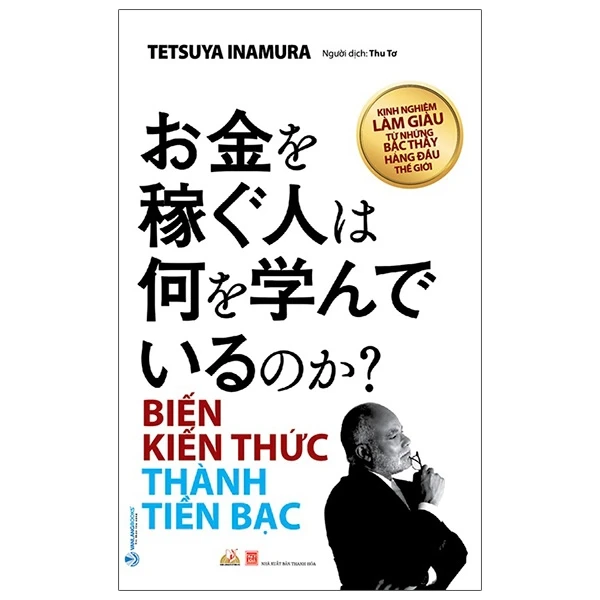 TETSUYA INAMURA
Người dịch: Thu Tơ
KINH NGHIỆM
LÀM GIÀU
TỪ NHỮNG
BẬC THẦY
HÀNG ĐẦU
THẾ GIỚI
お金を
稼ぐ人は
何を学んで
いるのか?
BIẾN
KIẾN THỨC
THÀNH
TIỀN BẠC
VANLANGBOOKS
NHÀ XUẤT BẢN THANH HÓA